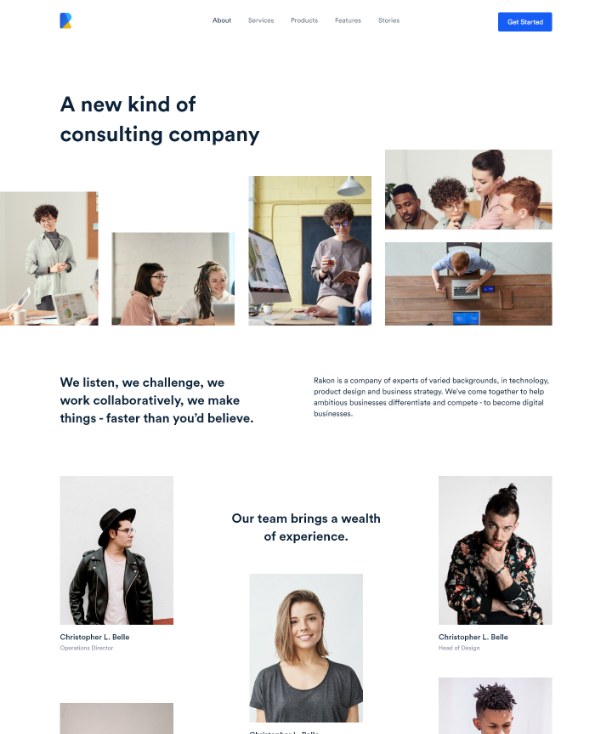 About Services Products Features Stories Get Started
A new kind of
consulting company
We listen, we challenge, we
work collaboratively, we make
things - faster than you'd believe.
Rakon is a company of experts of varied backgrounds, in technology,
product design and business strategy. We've come together to help
ambitious businesses differentiate and compete - to become digital
businesses.
Our team brings a wealth
of experience.
Christopher L. Belle
Operations Director
Christopher L. Belle
Head of Design
Christopher L. Belle